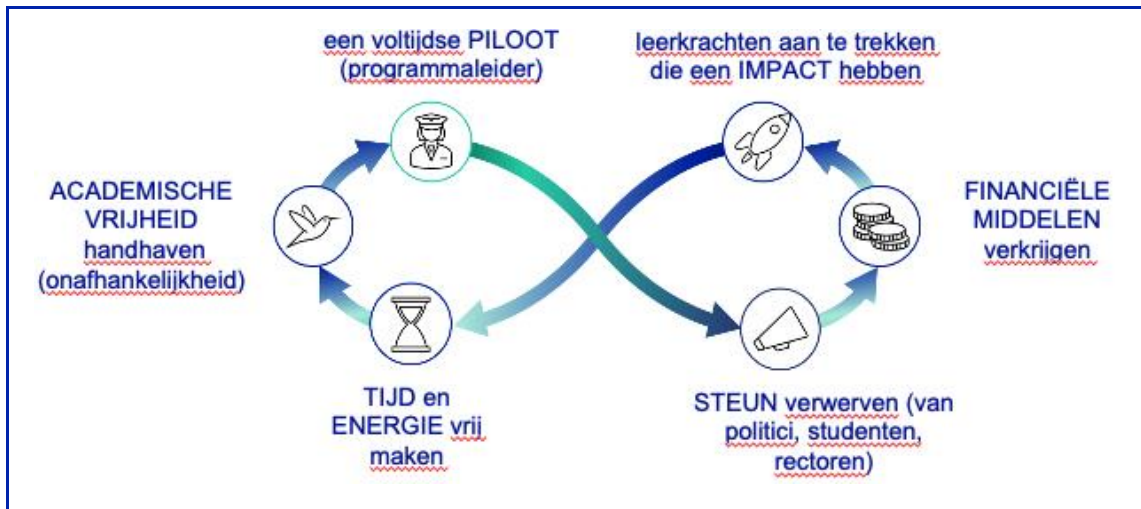 een voltijdse PILOOT
(programmaleider)
leerkrachten aan te trekken
die een IMPACT hebben
ACADEMISCHE
VRIJHEID
handhaven
(onafhankelijkheid)
FINANCIËLE
MIDDELEN
verkrijgen
TIJD en
ENERGIE vrij
maken
STEUN verwerven (van
politici, studenten,
rectoren)